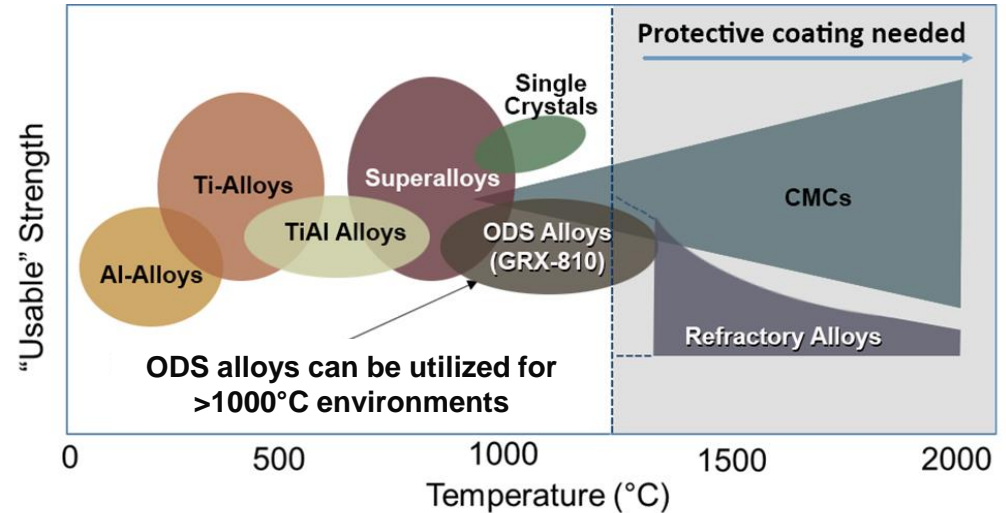 Protective coating needed
Single
Crystals
Ti-Alloys
Superalloys
CMCs
TiAl Alloys
ODS Alloys
(GRX-810)
Al-Alloys
Refractory Alloys
ODS alloys can be utilized for
>1000°C environments
"Usable" Strength
0 500 1000 1500 2000
Temperature (°C)